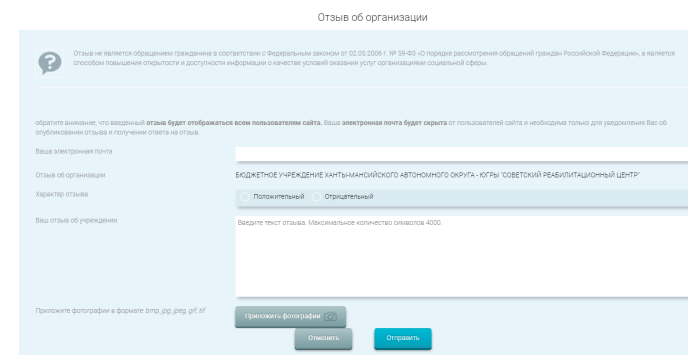 Отзыв об организации
Отзыв не является обращением гражданина в соответствии с Федеральным законом от 02.05.2006 г. № 59-ФЗ «О порядке рассмотрения обращений граждан Российской Федерации», а является
способом повышения открытости и доступности информации о качестве условий оказания услуг организациями социальной сферы.
обратите внимание, что введенный отзыв будет отображаться всем пользователям сайта. Ваша электронная почта будет скрыта от пользователей сайта и необходима только для уведомления Вас об
опубликовании отзыва и получении ответа на отзыв.
Ваша электронная почта
Отзыв об организации БЮДЖЕТНОЕ УЧРЕЖДЕНИЕ ХАНТЫ-МАНСИЙСКОГО АВТОНОМНОГО ОКРУГА - ЮГРЫ "СОВЕТСКИЙ РЕАБИЛИТАЦИОННЫЙ ЦЕНТР"
Характер отзыва Положительный Отрицательный
Ваш отзыв об учреждении Введите текст отзыва. Максимальное количество символов 4000.
Приложите фотографии в формате bmp, jpg, jpeg, gif, tif Приложить фотографии
Отменить Отправить